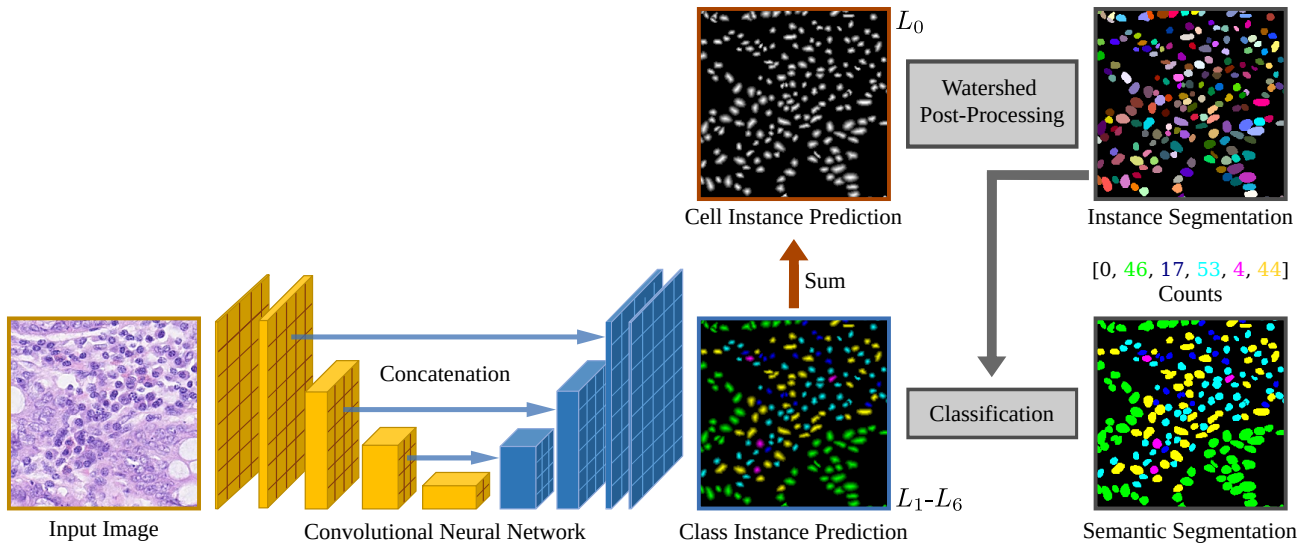 L₀
Watershed
Post-Processing
Cell Instance Prediction
Instance Segmentation
Sum
[0, 46, 17, 53, 4, 44]
Counts
Concatenation
Classification
L₁-L₆
Input Image
Convolutional Neural Network
Class Instance Prediction
Semantic Segmentation